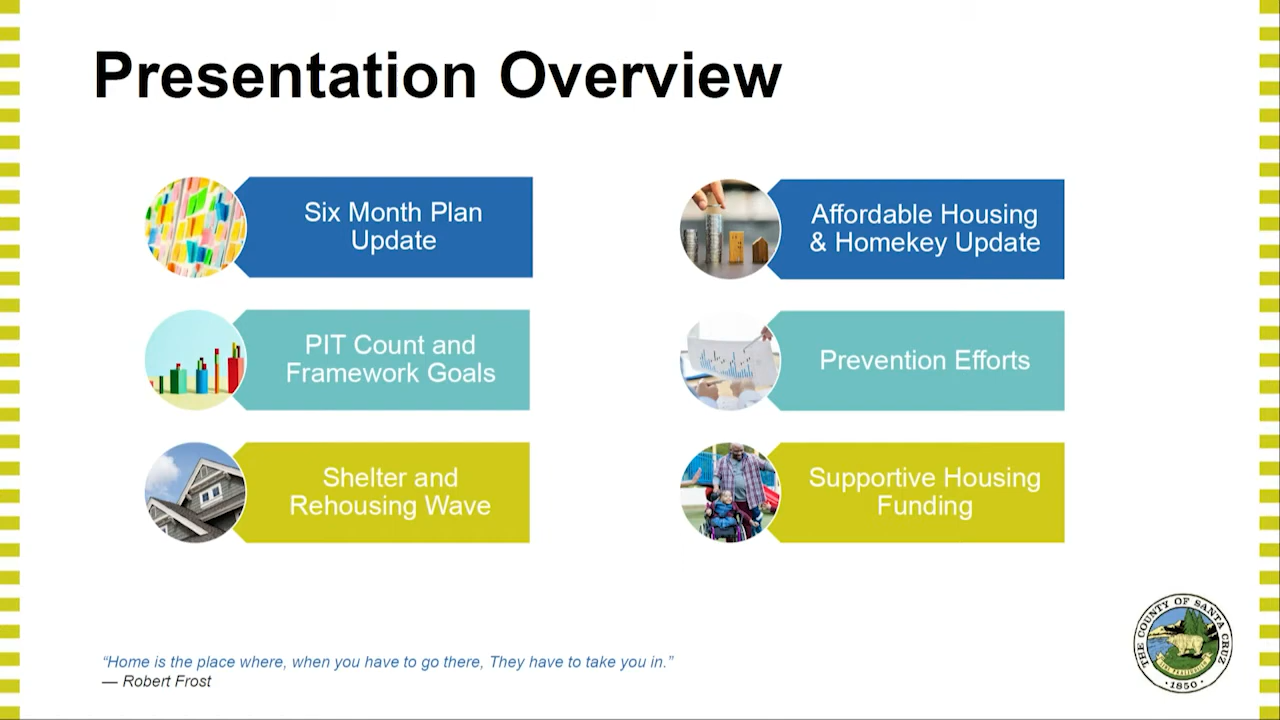 Presentation Overview
Six Month Plan
Update
Affordable Housing
& Homekey Update
PIT Count and
Framework Goals
Prevention Efforts
Shelter and
Rehousing Wave
Supportive Housing
Funding
“Home is the place where, when you have to go there, They have to take you in.”
— Robert Frost
THE COUNTY OF SANTA CRUZ
·1850·